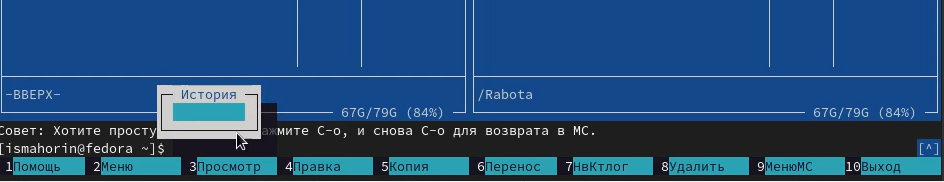 -ВВЕРХ-
/Rabota
История
67G/79G (84%)
67G/79G (84%)
Совет: Хотите просту ажмите C-o, и снова C-o для возврата в MC.
[ismahorin@fedora ~]$ [^]
1Помощь 2Меню 3Просмотр 4Правка 5Копия 6Перенос 7НвКтлог 8Удалить 9МенюMC 10Выход